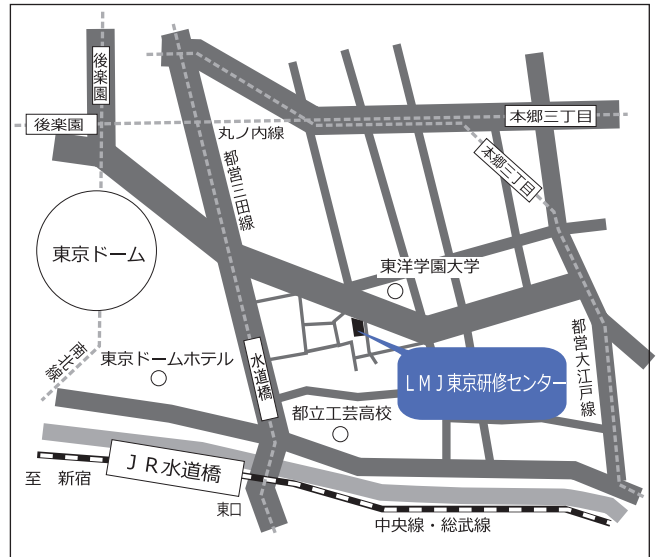 後楽園
後楽園
丸ノ内線
本郷三丁目
本郷三丁目
都営三田線
東京ドーム
東洋学園大学
南北線
東京ドームホテル
水道橋
都営大江戸線
LMJ東京研修センター
都立工芸高校
JR水道橋
至 新宿
東口
中央線・総武線